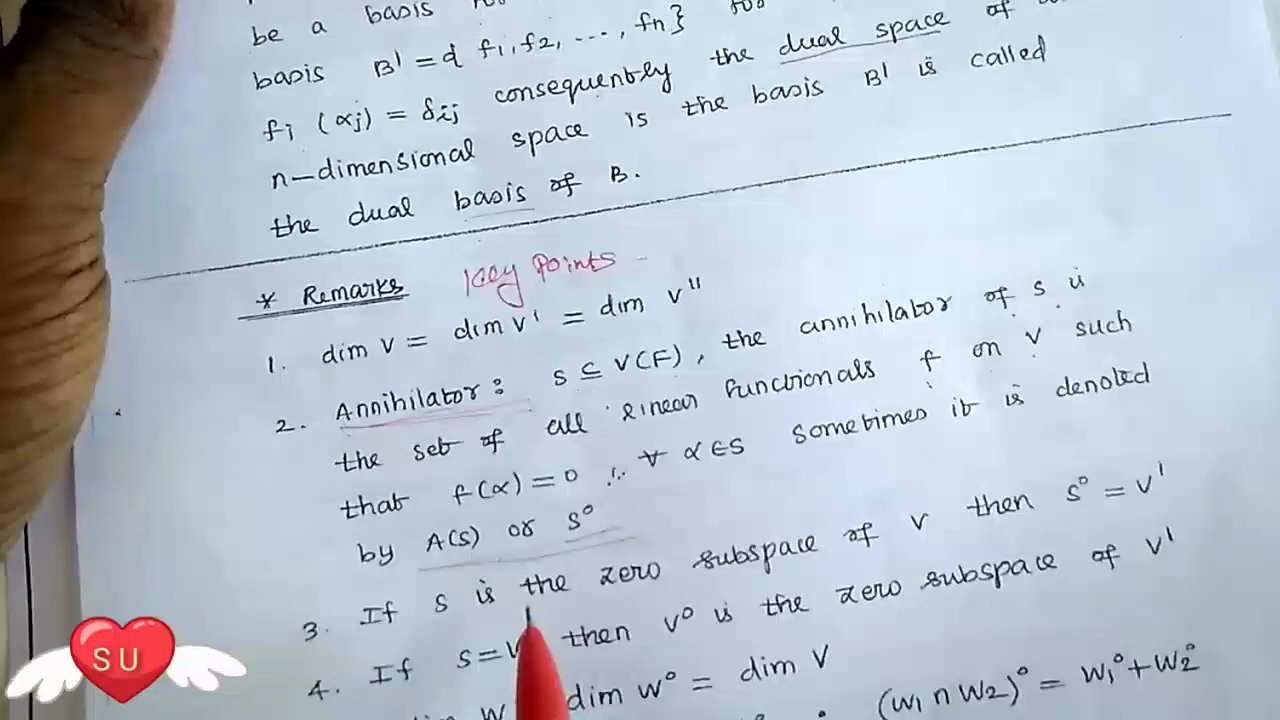 be a basis
basis B' = { f1, f2, ..., fn}
fi (αj) = δij consequently the dual space of
n-dimensional space is the basis B' is called
the dual basis of B.
* Remarks Key Points
1. dim V = dim V' = dim V''
2. Annihilator: S ⊆ V(F), the annihilator of S is
the set of all linear functionals f on V such
that f(α) = 0 ∴ ∀ α ∈ S sometimes it is denoted
by A(S) or S°
3. If S is the zero subspace of V then S° = V'
4. If S = V then V° is the zero subspace of V'
dim W° = dim V
(W1 ∩ W2)° = W1° + W2°
SU